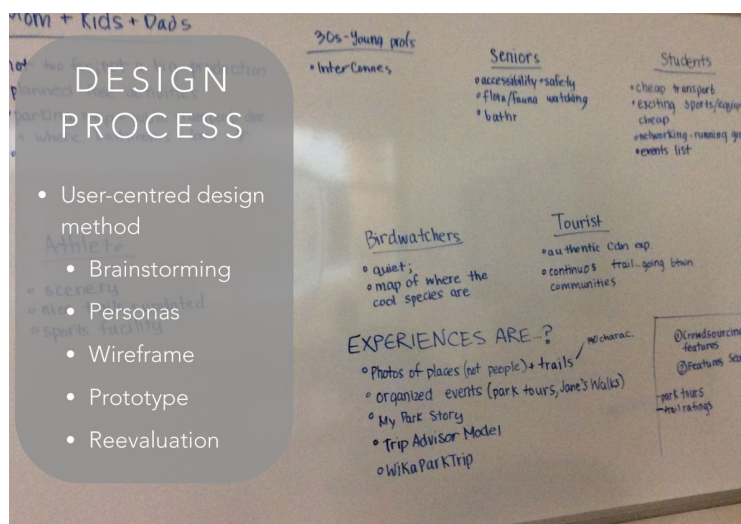 Mom + Kids + Dads
DESIGN
PROCESS
• User-centred design
method
• Brainstorming
• Personas
• Wireframe
• Prototype
• Reevaluation
Athlete
• scenery
• sports facility
30s-Young profs
• InterConnes
Seniors
• accessibility + safety
• flora/fauna watching
• bathr
Students
• cheap transport
• exciting sports/equip
cheap
• networking-running
• events list
Birdwatchers
• quiet;
• map of where the
cool species are
Tourist
• authentic Cdn exp.
• continuos trail...going btwn
communities
EXPERIENCES ARE...?
• Photos of places (not people) + trails
no charac.
• organized events (park tours, Jane's Walks)
• My Park Story
• Trip Advisor Model
• WikaParkTrip
① Crowdsourcing
features
② Features
- park tours
- trail ratings